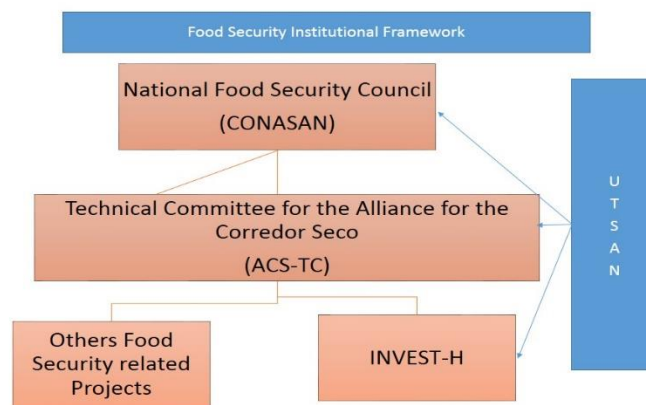 Food Security Institutional Framework
National Food Security Council
(CONASAN)
Technical Committee for the Alliance for the
Corredor Seco
(ACS-TC)
Others Food
Security related
Projects
INVEST-H
U
T
S
A
N